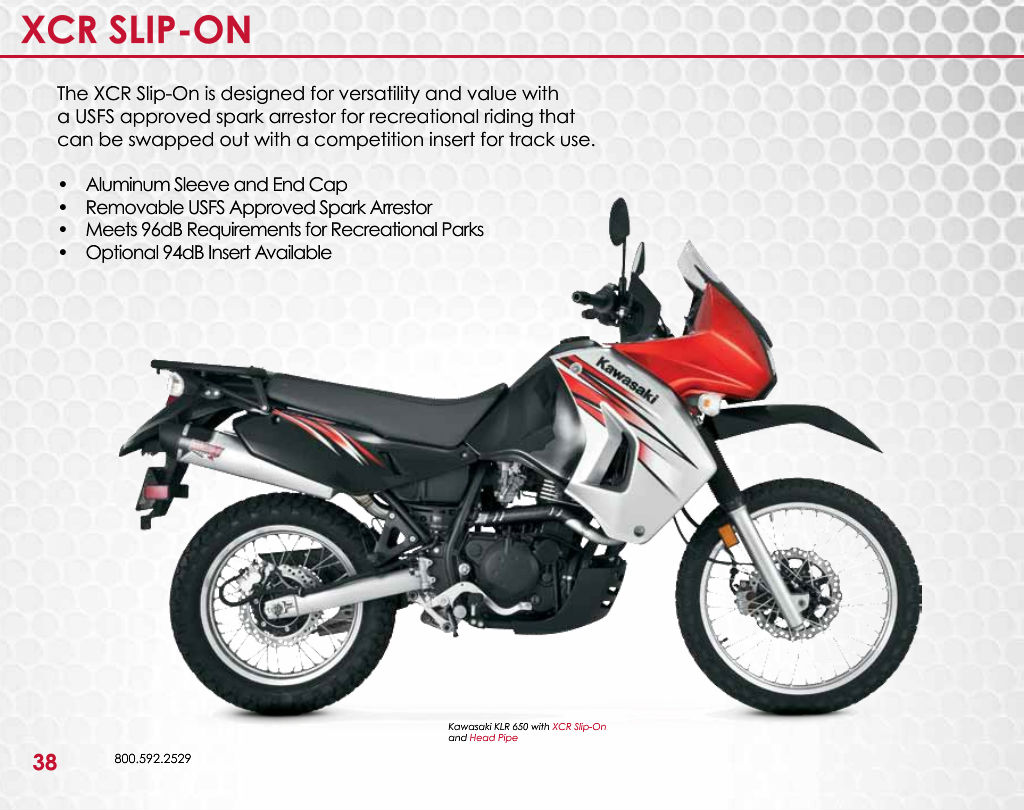 XCR SLIP-ON
The XCR Slip-On is designed for versatility and value with
a USFS approved spark arrestor for recreational riding that
can be swapped out with a competition insert for track use.
• Aluminum Sleeve and End Cap
• Removable USFS Approved Spark Arrestor
• Meets 96dB Requirements for Recreational Parks
• Optional 94dB Insert Available
Kawasaki
Kawasaki KLR 650 with XCR Slip-On
and Head Pipe
38
800.592.2529